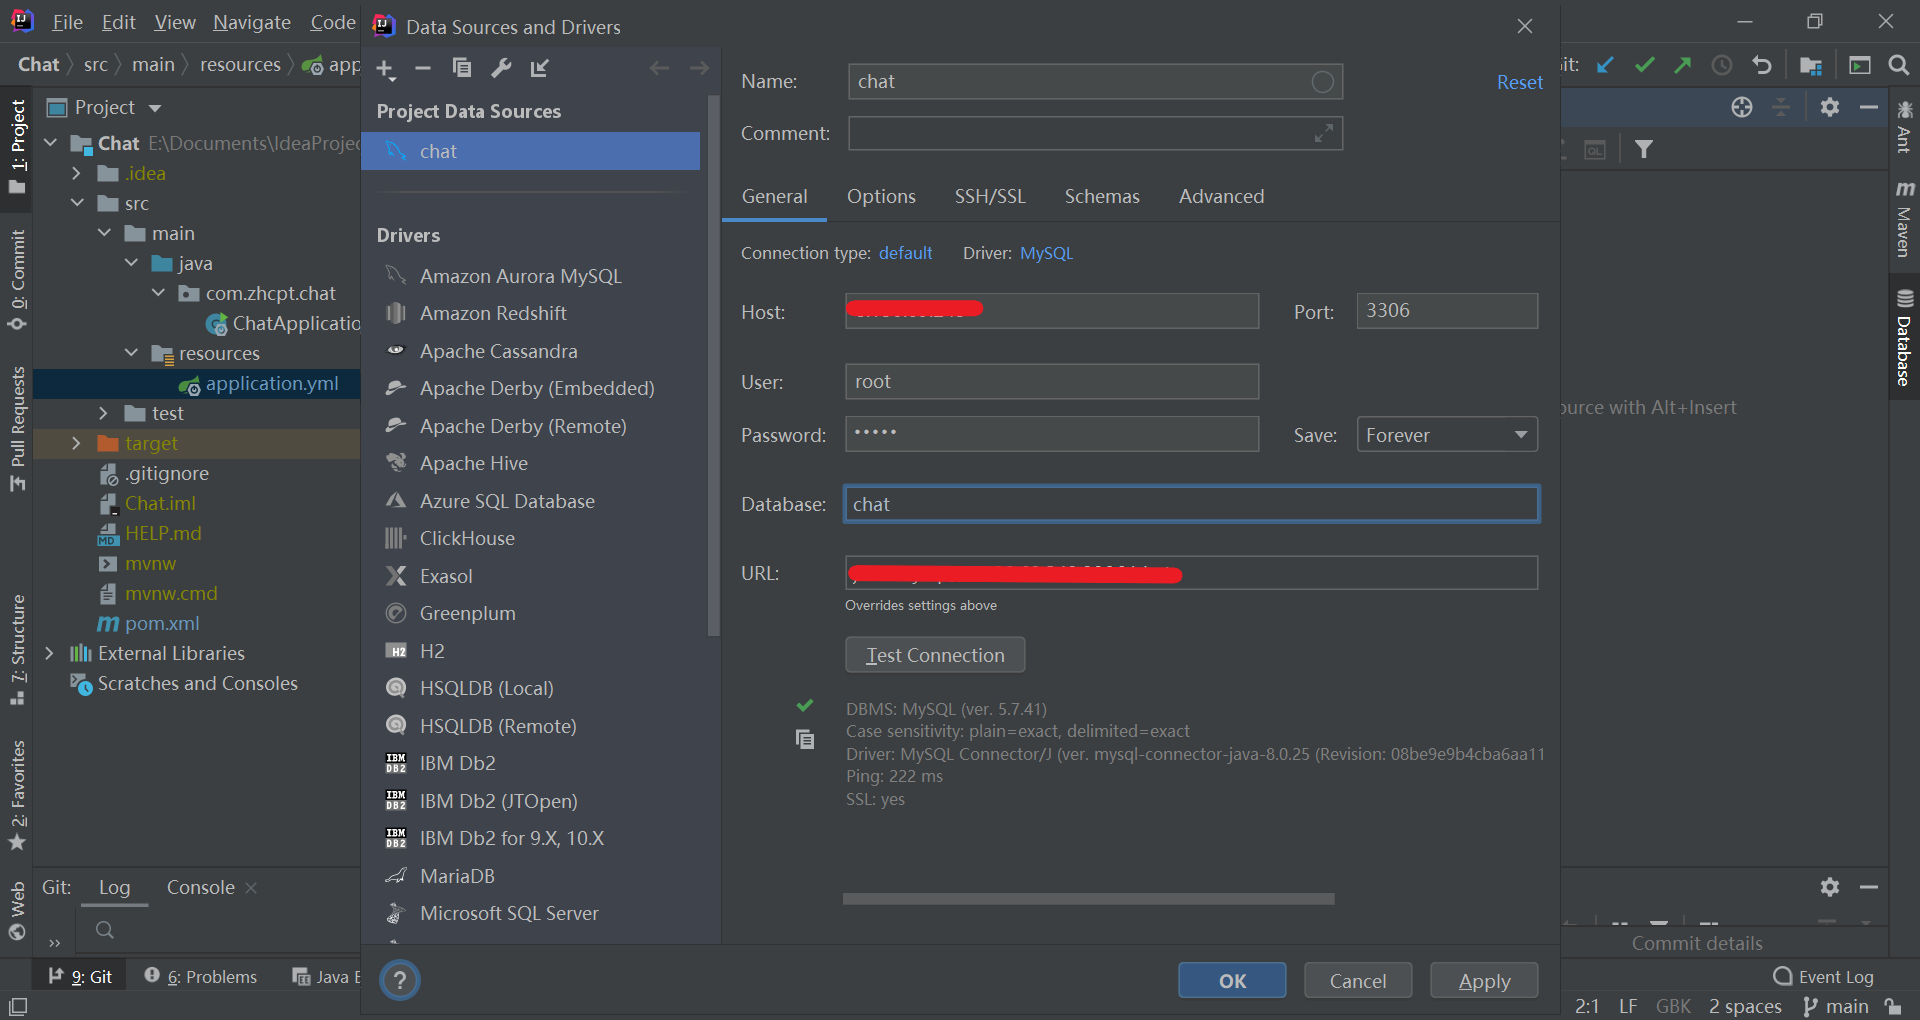 File Edit View Navigate Code
Data Sources and Drivers
Chat src main resources app
Git:
Project
Chat E:\Documents\IdeaProjec
.idea
src
main
java
com.zhcpt.chat
ChatApplicatio
resources
application.yml
test
target
.gitignore
Chat.iml
HELP.md
mvnw
mvnw.cmd
pom.xml
External Libraries
Scratches and Consoles
1: Project
0: Commit
Pull Requests
7: Structure
2: Favorites
Web
Project Data Sources
chat
Drivers
Amazon Aurora MySQL
Amazon Redshift
Apache Cassandra
Apache Derby (Embedded)
Apache Derby (Remote)
Apache Hive
Azure SQL Database
ClickHouse
Exasol
Greenplum
H2
HSQLDB (Local)
HSQLDB (Remote)
IBM Db2
IBM Db2 (JTOpen)
IBM Db2 for 9.X, 10.X
MariaDB
Microsoft SQL Server
Name: chat
Reset
Comment:
General Options SSH/SSL Schemas Advanced
Connection type: default Driver: MySQL
Host:
Port: 3306
User: root
Password: •••••
Save: Forever
Database: chat
URL:
Overrides settings above
Test Connection
DBMS: MySQL (ver. 5.7.41)
Case sensitivity: plain=exact, delimited=exact
Driver: MySQL Connector/J (ver. mysql-connector-java-8.0.25 (Revision: 08be9e9b4cba6aa11
Ping: 222 ms
SSL: yes
OK Cancel Apply
ource with Alt+Insert
Ant
Maven
Database
Git: Log Console
Commit details
9: Git 6: Problems Java E
Event Log
2:1 LF GBK 2 spaces main